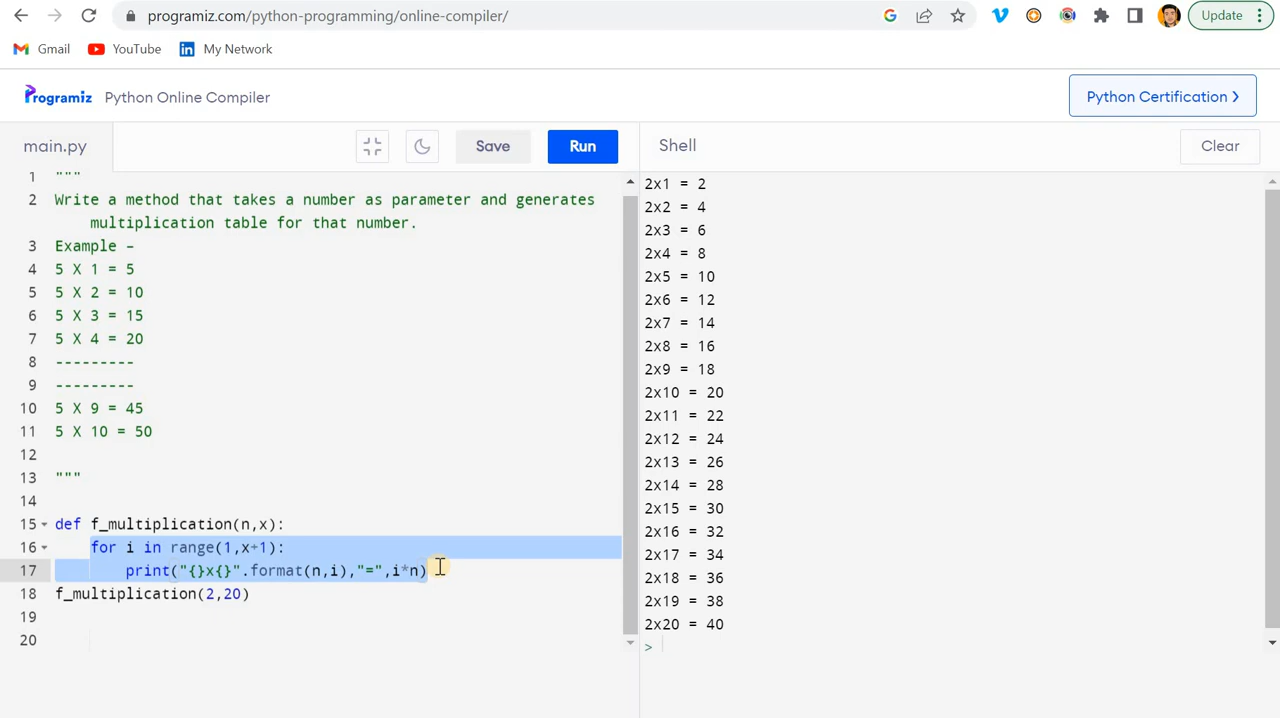 programiz.com/python-programming/online-compiler/
Update
Gmail
YouTube
My Network
Programiz
Python Online Compiler
Python Certification
main.py
Save
Run
Shell
Clear
1 """
2 Write a method that takes a number as parameter and generates
multiplication table for that number.
3 Example –
4 5 X 1 = 5
5 5 X 2 = 10
6 5 X 3 = 15
7 5 X 4 = 20
8 ---------
9 ---------
10 5 X 9 = 45
11 5 X 10 = 50
12
13 """
14
15 def f_multiplication(n,x):
16 for i in range(1,x+1):
17 print("{}x{}".format(n,i),"=",i*n)
18 f_multiplication(2,20)
19
20
2x1 = 2
2x2 = 4
2x3 = 6
2x4 = 8
2x5 = 10
2x6 = 12
2x7 = 14
2x8 = 16
2x9 = 18
2x10 = 20
2x11 = 22
2x12 = 24
2x13 = 26
2x14 = 28
2x15 = 30
2x16 = 32
2x17 = 34
2x18 = 36
2x19 = 38
2x20 = 40
>